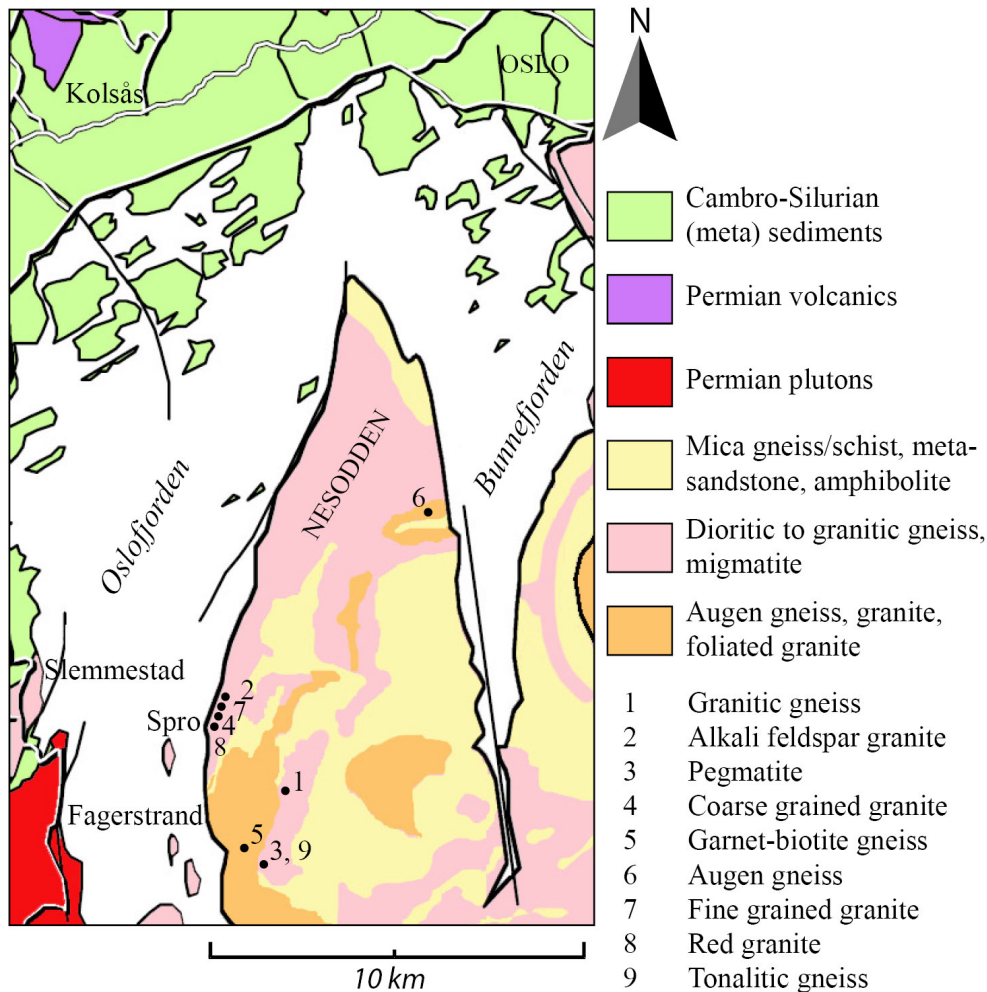 N
OSLO
Kolsås
Cambro-Silurian
(meta) sediments
Permian volcanics
Permian plutons
Mica gneiss/schist, meta-
sandstone, amphibolite
Dioritic to granitic gneiss,
migmatite
Augen gneiss, granite,
foliated granite
Oslofjorden
NESODDEN
Bunnefjorden
6
Slemmestad
Spro
2
7
4
8
1
Fagerstrand
5
3, 9
1 Granitic gneiss
2 Alkali feldspar granite
3 Pegmatite
4 Coarse grained granite
5 Garnet-biotite gneiss
6 Augen gneiss
7 Fine grained granite
8 Red granite
9 Tonalitic gneiss
10 km